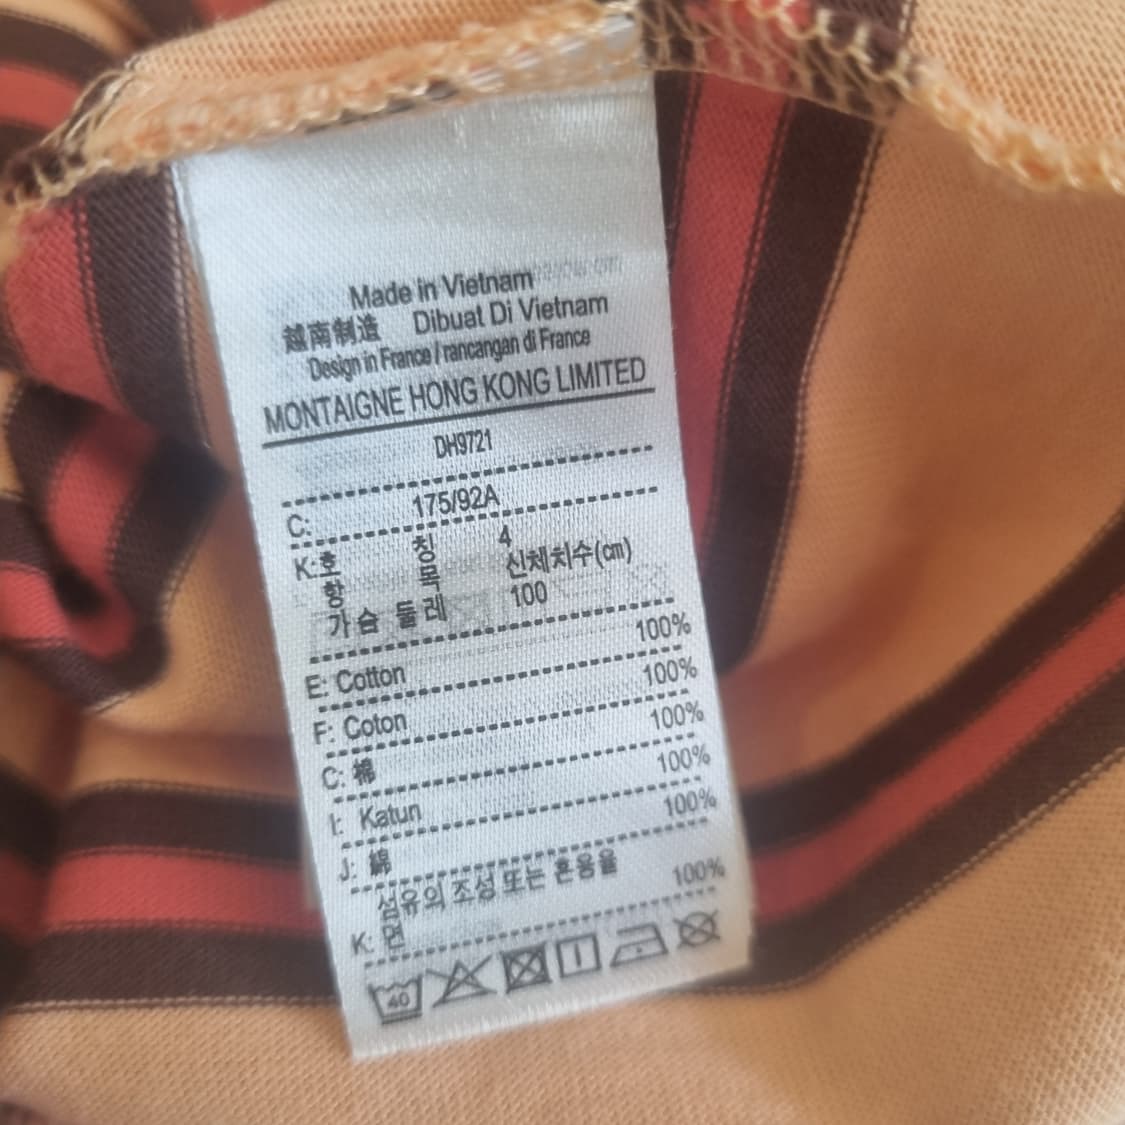 Made in Vietnam
越南制造 Dibuat Di Vietnam
Design in France / rancangan di France
MONTAIGNE HONG KONG LIMITED
DH9721
C: 175/92A
K:호 칭 4
항 목 신체치수(㎝)
가슴 둘레 100
E: Cotton 100%
F: Coton 100%
C: 棉 100%
I: Katun 100%
J: 綿 100%
섬유의 조성 또는 혼용율
K: 면 100%
40